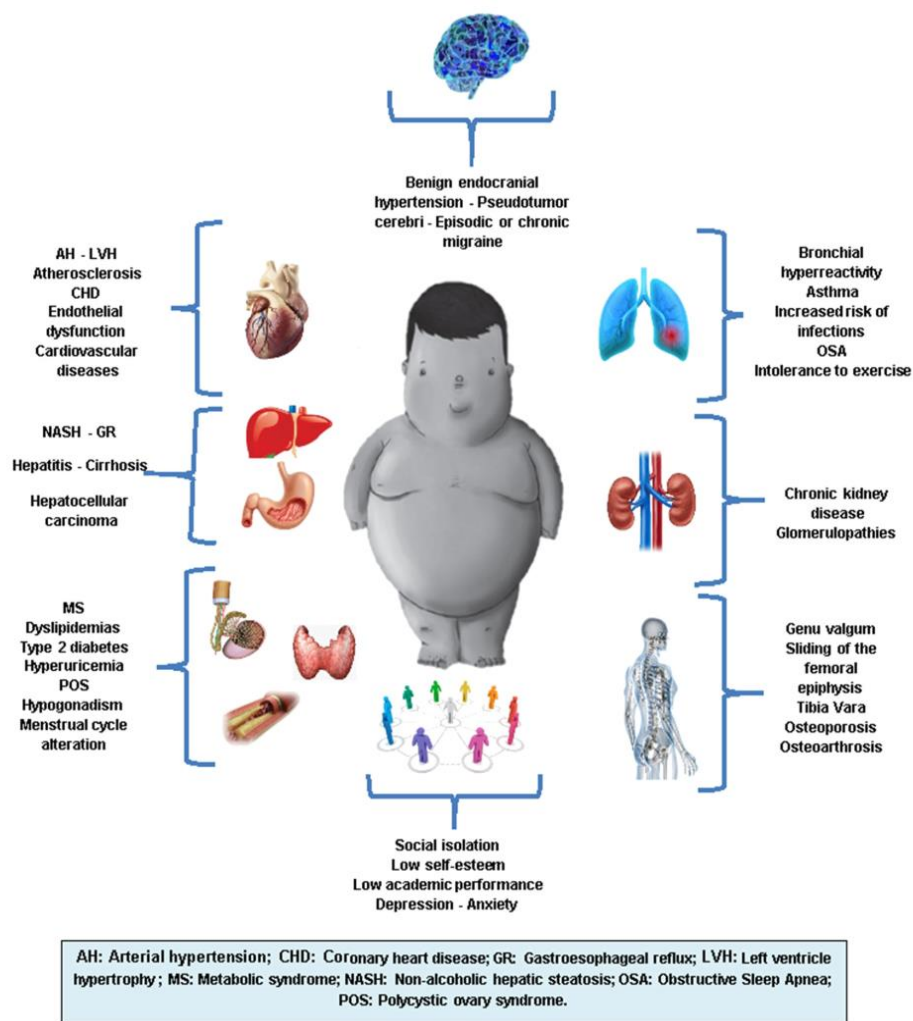 Benign endocranial
hypertension - Pseudotumor
cerebri - Episodic or chronic
migraine
AH - LVH
Atherosclerosis
CHD
Endothelial
dysfunction
Cardiovascular
diseases
Bronchial
hyperreactivity
Asthma
Increased risk of
infections
OSA
Intolerance to exercise
NASH - GR
Hepatitis - Cirrhosis
Hepatocellular
carcinoma
Chronic kidney
disease
Glomerulopathies
MS
Dyslipidemias
Type 2 diabetes
Hyperuricemia
POS
Hypogonadism
Menstrual cycle
alteration
Genu valgum
Sliding of the
femoral
epiphysis
Tibia Vara
Osteoporosis
Osteoarthrosis
Social isolation
Low self-esteem
Low academic performance
Depression - Anxiety
AH: Arterial hypertension; CHD: Coronary heart disease; GR: Gastroesophageal reflux; LVH: Left ventricle
hypertrophy; MS: Metabolic syndrome; NASH: Non-alcoholic hepatic steatosis; OSA: Obstructive Sleep Apnea;
POS: Polycystic ovary syndrome.